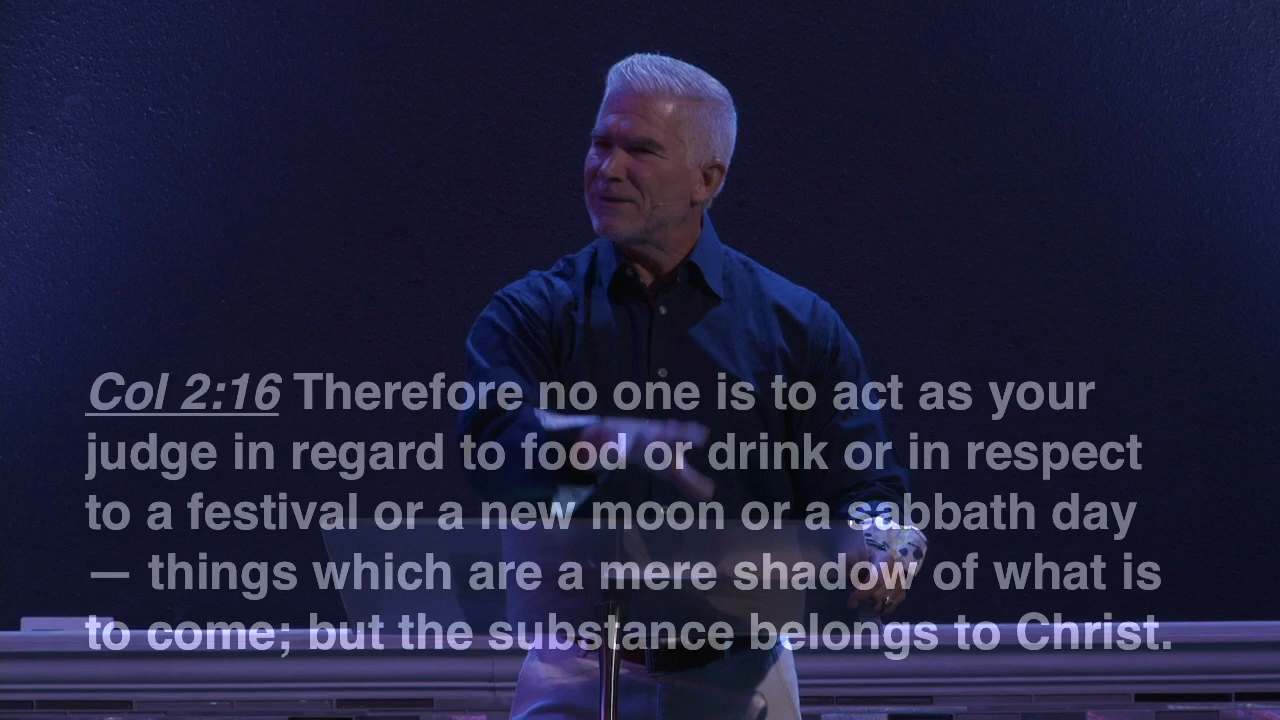 Col 2:16 Therefore no one is to act as your
judge in regard to food or drink or in respect
to a festival or a new moon or a sabbath day
— things which are a mere shadow of what is
to come; but the substance belongs to Christ.